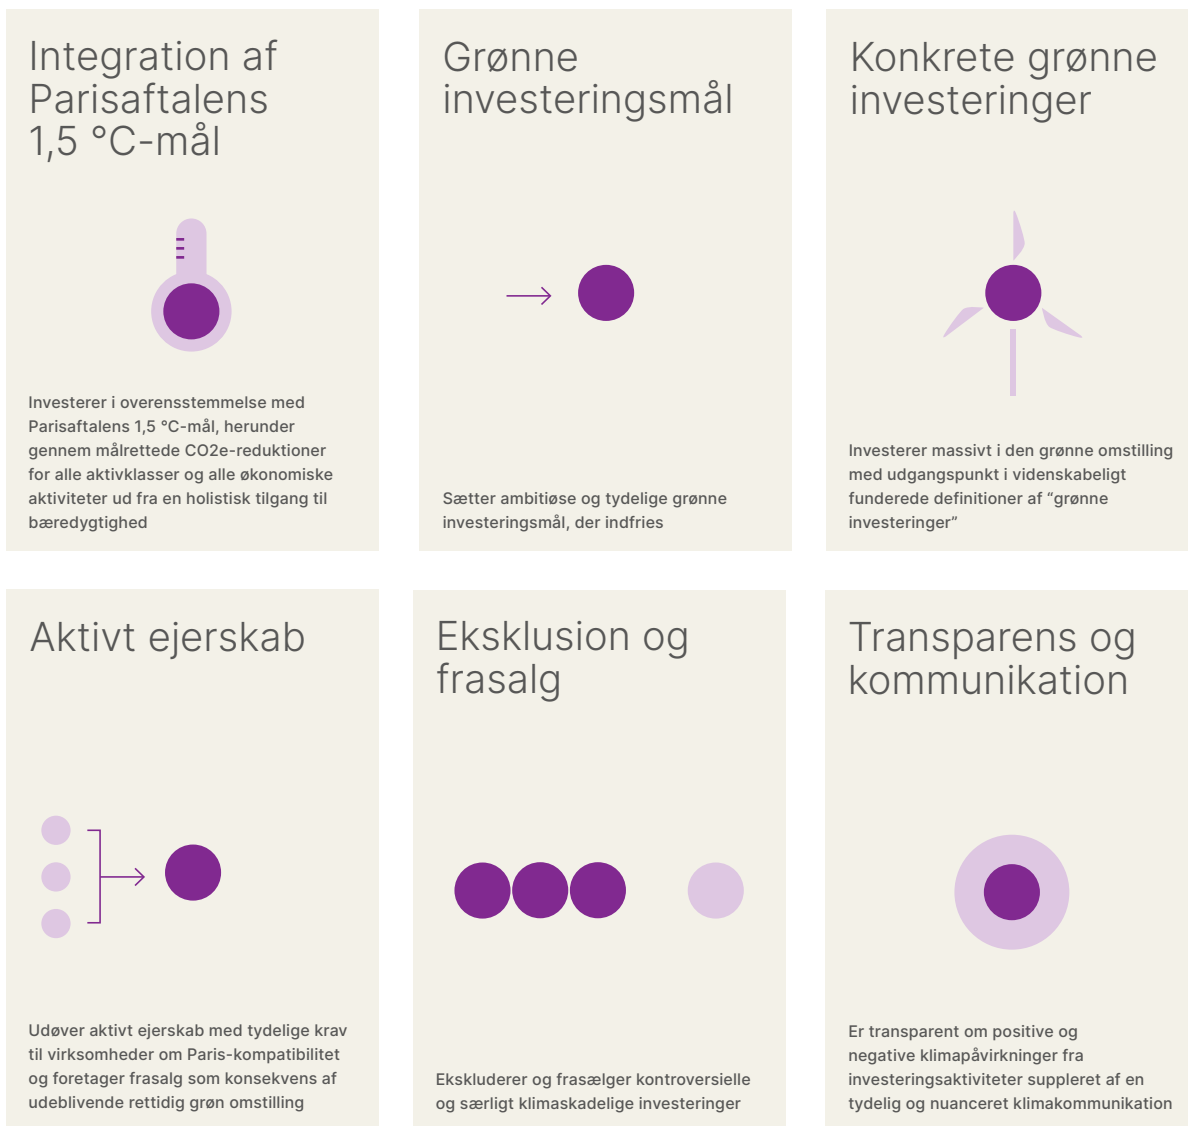 Integration af
Parisaftalens
1,5 °C-mål
Investerer i overensstemmelse med
Parisaftalens 1,5 °C-mål, herunder
gennem målrettede CO2e-reduktioner
for alle aktivklasser og alle økonomiske
aktiviteter ud fra en holistisk tilgang til
bæredygtighed
Grønne
investeringsmål
Sætter ambitiøse og tydelige grønne
investeringsmål, der indfries
Konkrete grønne
investeringer
Investerer massivt i den grønne omstilling
med udgangspunkt i videnskabeligt
funderede definitioner af “grønne
investeringer”
Aktivt ejerskab
Udøver aktivt ejerskab med tydelige krav
til virksomheder om Paris-kompatibilitet
og foretager frasalg som konsekvens af
udeblivende rettidig grøn omstilling
Eksklusion og
frasalg
Ekskluderer og frasælger kontroversielle
og særligt klimaskadelige investeringer
Transparens og
kommunikation
Er transparent om positive og
negative klimapåvirkninger fra
investeringsaktiviteter suppleret af en
tydelig og nuanceret klimakommunikation